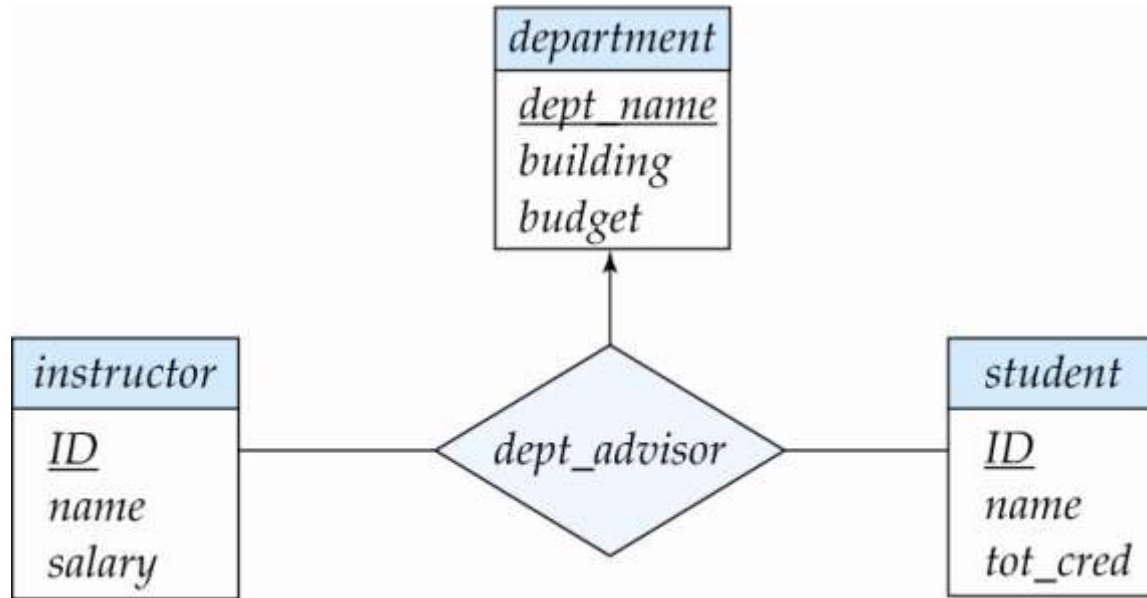 department
dept_name
building
budget
instructor
ID
name
salary
dept_advisor
student
ID
name
tot_cred